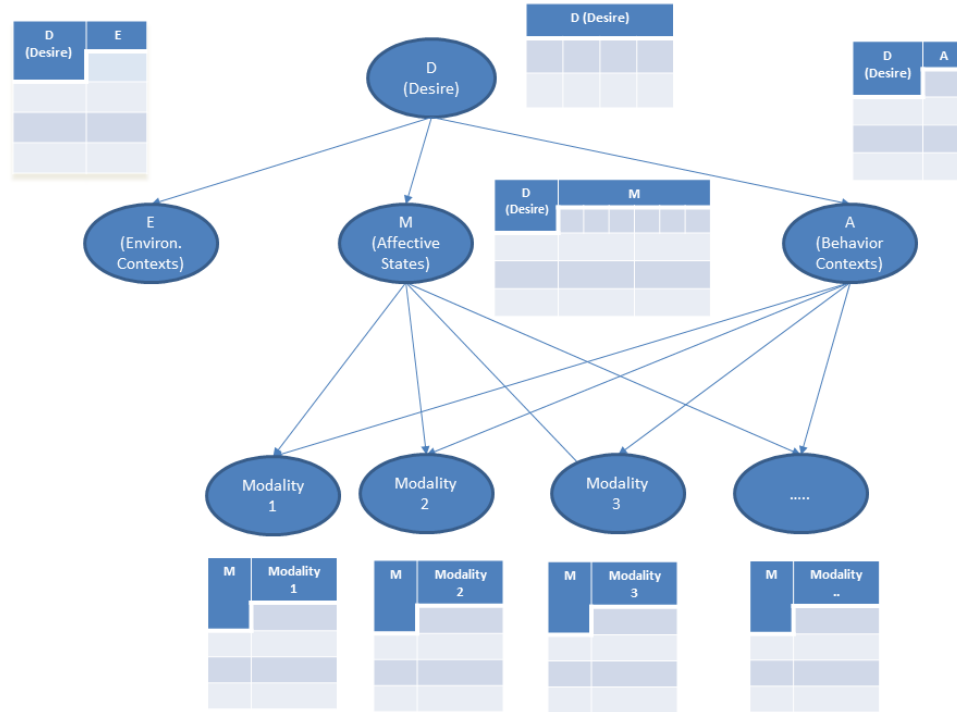 D
(Desire)
E
D (Desire)
D
(Desire)
A
D
(Desire)
E
(Environ.
Contexts)
M
(Affective
States)
D
(Desire)
M
A
(Behavior
Contexts)
Modality
1
Modality
2
Modality
3
.....
M
Modality
1
M
Modality
2
M
Modality
3
M
Modality
..